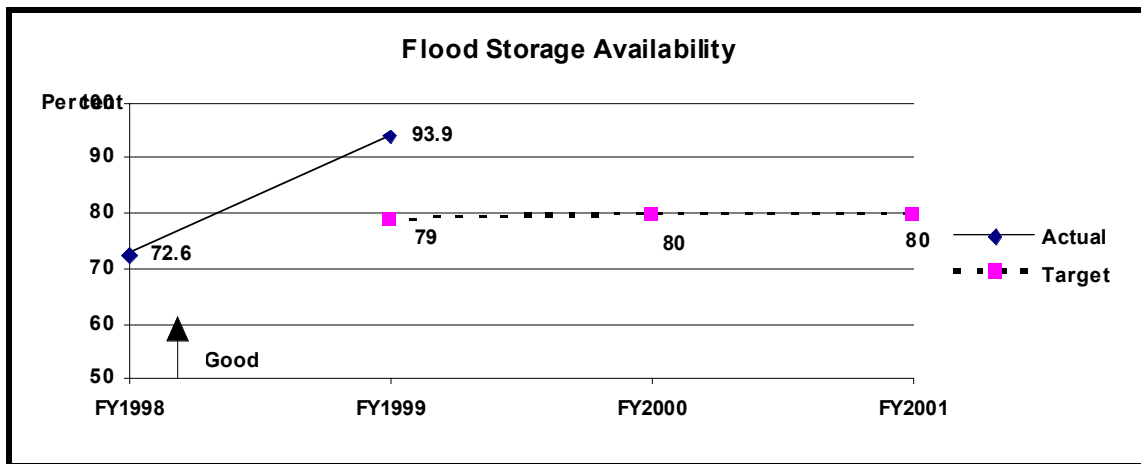 Flood Storage Availability
Percent
100
90
80
70
60
50
93.9
72.6
79
80
80
Good
FY1998
FY1999
FY2000
FY2001
Actual
Target